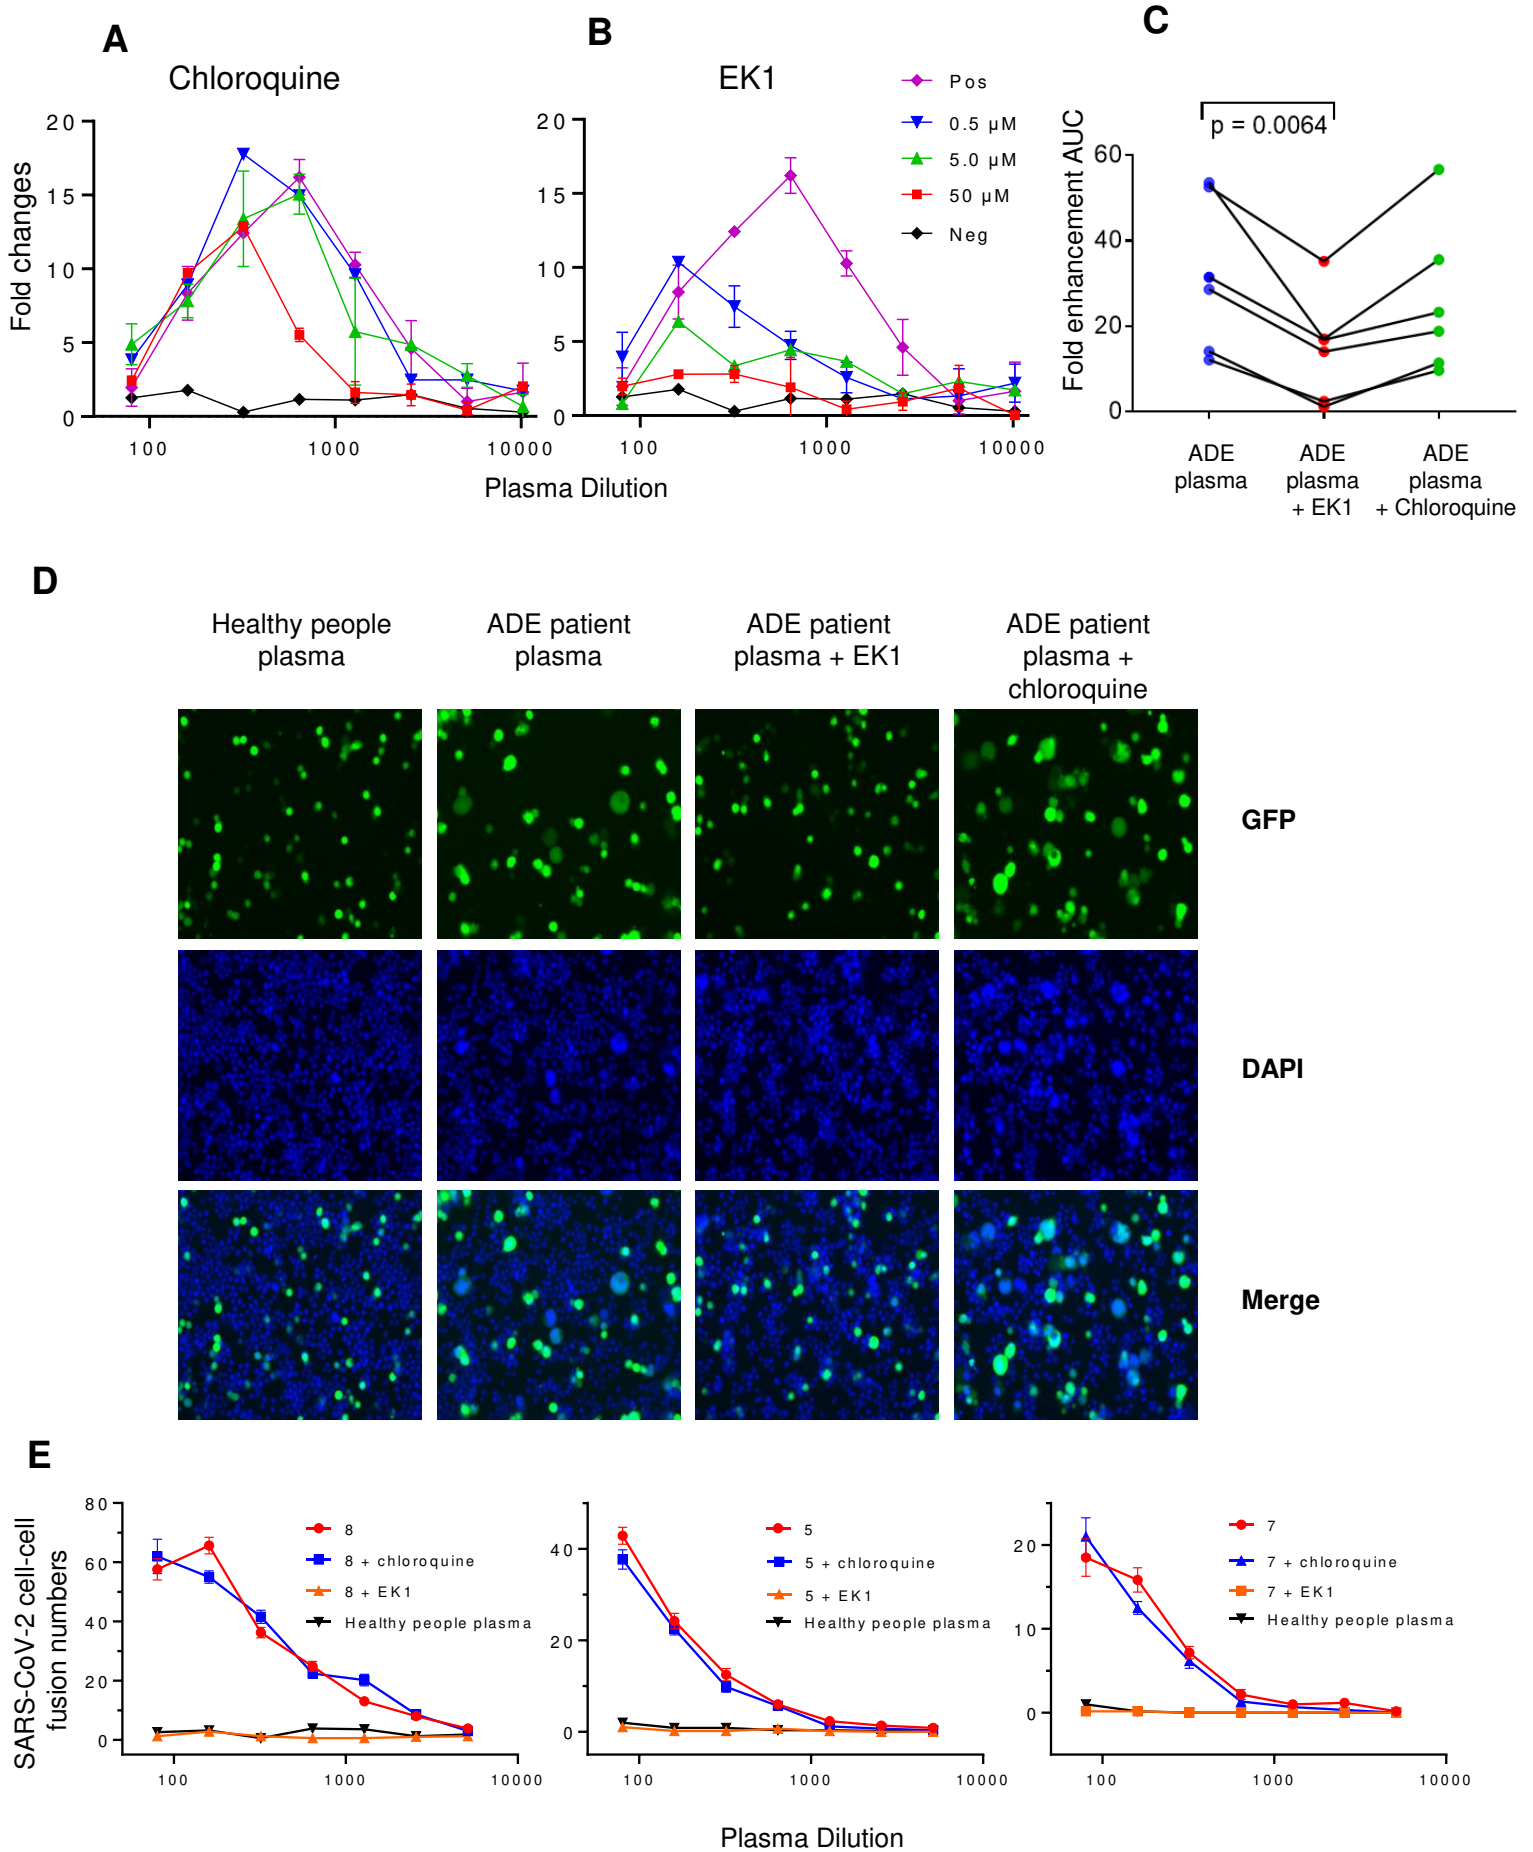 A
B
C
Chloroquine
EK1
Pos
0.5 µM
5.0 µM
50 µM
Neg
Fold changes
20
15
10
5
0
100
1000
10000
20
15
10
5
0
100
1000
10000
Plasma Dilution
p = 0.0064
Fold enhancement AUC
60
40
20
0
ADE
plasma
ADE
plasma
+ EK1
ADE
plasma
+ Chloroquine
D
Healthy people
plasma
ADE patient
plasma
ADE patient
plasma + EK1
ADE patient
plasma +
chloroquine
GFP
DAPI
Merge
E
SARS-CoV-2 cell-cell
fusion numbers
80
60
40
20
0
100
1000
10000
8
8 + chloroquine
8 + EK1
Healthy people plasma
40
20
0
100
1000
10000
5
5 + chloroquine
5 + EK1
Healthy people plasma
20
10
0
100
1000
10000
7
7 + chloroquine
7 + EK1
Healthy people plasma
Plasma Dilution